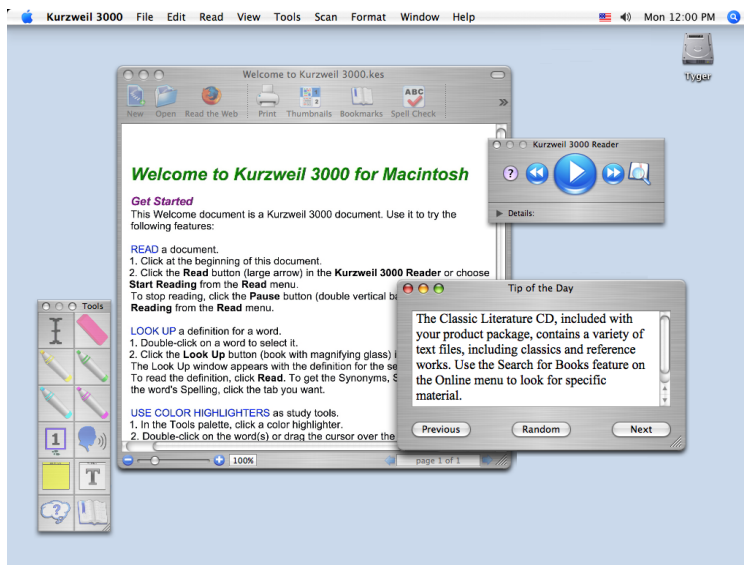 Kurzweil 3000 File Edit Read View Tools Scan Format Window Help Mon 12:00 PM
Tyger
Welcome to Kurzweil 3000.kes
New Open Read the Web Print Thumbnails Bookmarks Spell Check
ABC
Kurzweil 3000 Reader
?
Details:
Welcome to Kurzweil 3000 for Macintosh
Get Started
This Welcome document is a Kurzweil 3000 document. Use it to try the
following features:
READ a document.
1. Click at the beginning of this document.
2. Click the Read button (large arrow) in the Kurzweil 3000 Reader or choose
Start Reading from the Read menu.
To stop reading, click the Pause button (double vertical
Reading from the Read menu.
LOOK UP a definition for a word.
1. Double-click on a word to select it.
2. Click the Look Up button (book with magnifying glass)
The Look Up window appears with the definition for the
To read the definition, click Read. To get the Synonyms,
the word's Spelling, click the tab you want.
USE COLOR HIGHLIGHTERS as study tools.
1. In the Tools palette, click a color highlighter.
2. Double-click on the word(s) or drag the cursor over the
100%
page 1 of 1
Tip of the Day
The Classic Literature CD, included with
your product package, contains a variety of
text files, including classics and reference
works. Use the Search for Books feature on
the Online menu to look for specific
material.
Previous Random Next
Tools
1
T
?